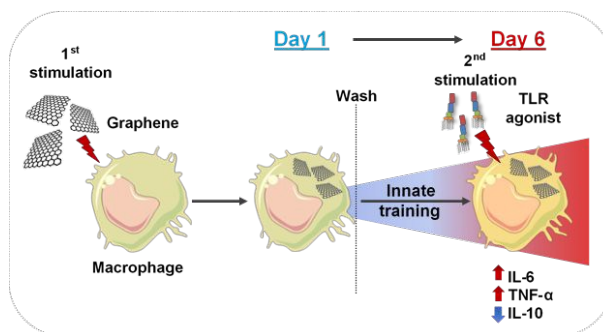 Day 1
Day 6
1st
stimulation
2nd
stimulation
Wash
TLR
agonist
Graphene
Innate
training
Macrophage
IL-6
TNF-α
IL-10